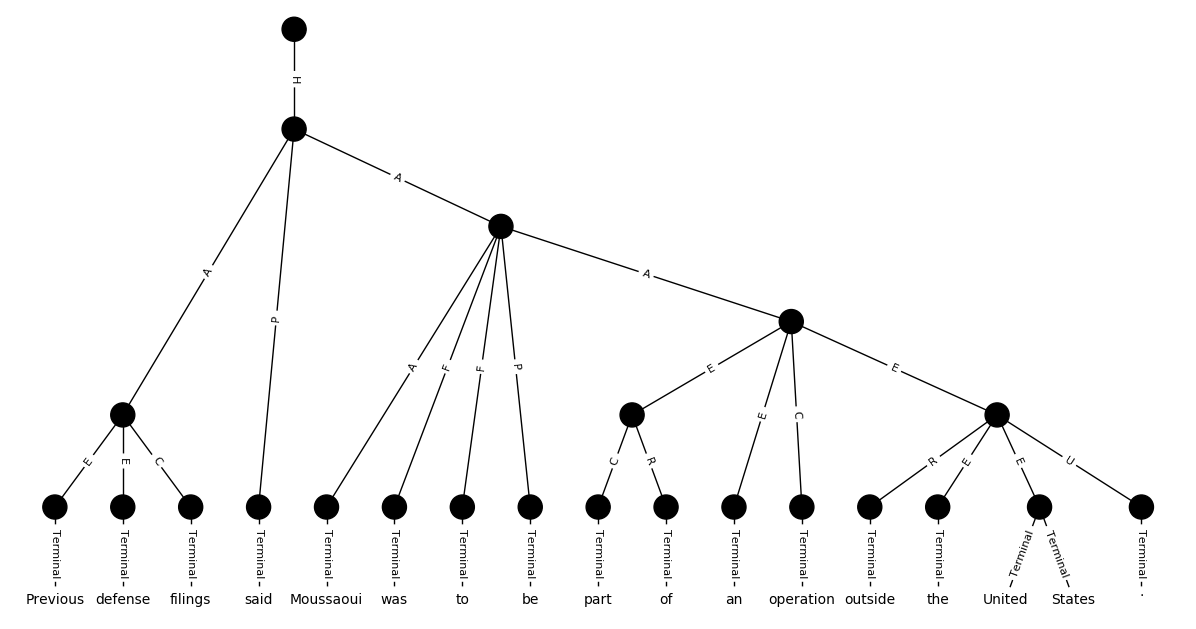 H
A
A
A
P
A
F
F
P
E
E
C
E
E
E
C
C
R
R
E
E
U
Terminal Terminal Terminal Terminal Terminal Terminal Terminal Terminal Terminal Terminal Terminal Terminal Terminal Terminal Terminal Terminal Terminal
Previous defense filings said Moussaoui was to be part of an operation outside the United States .